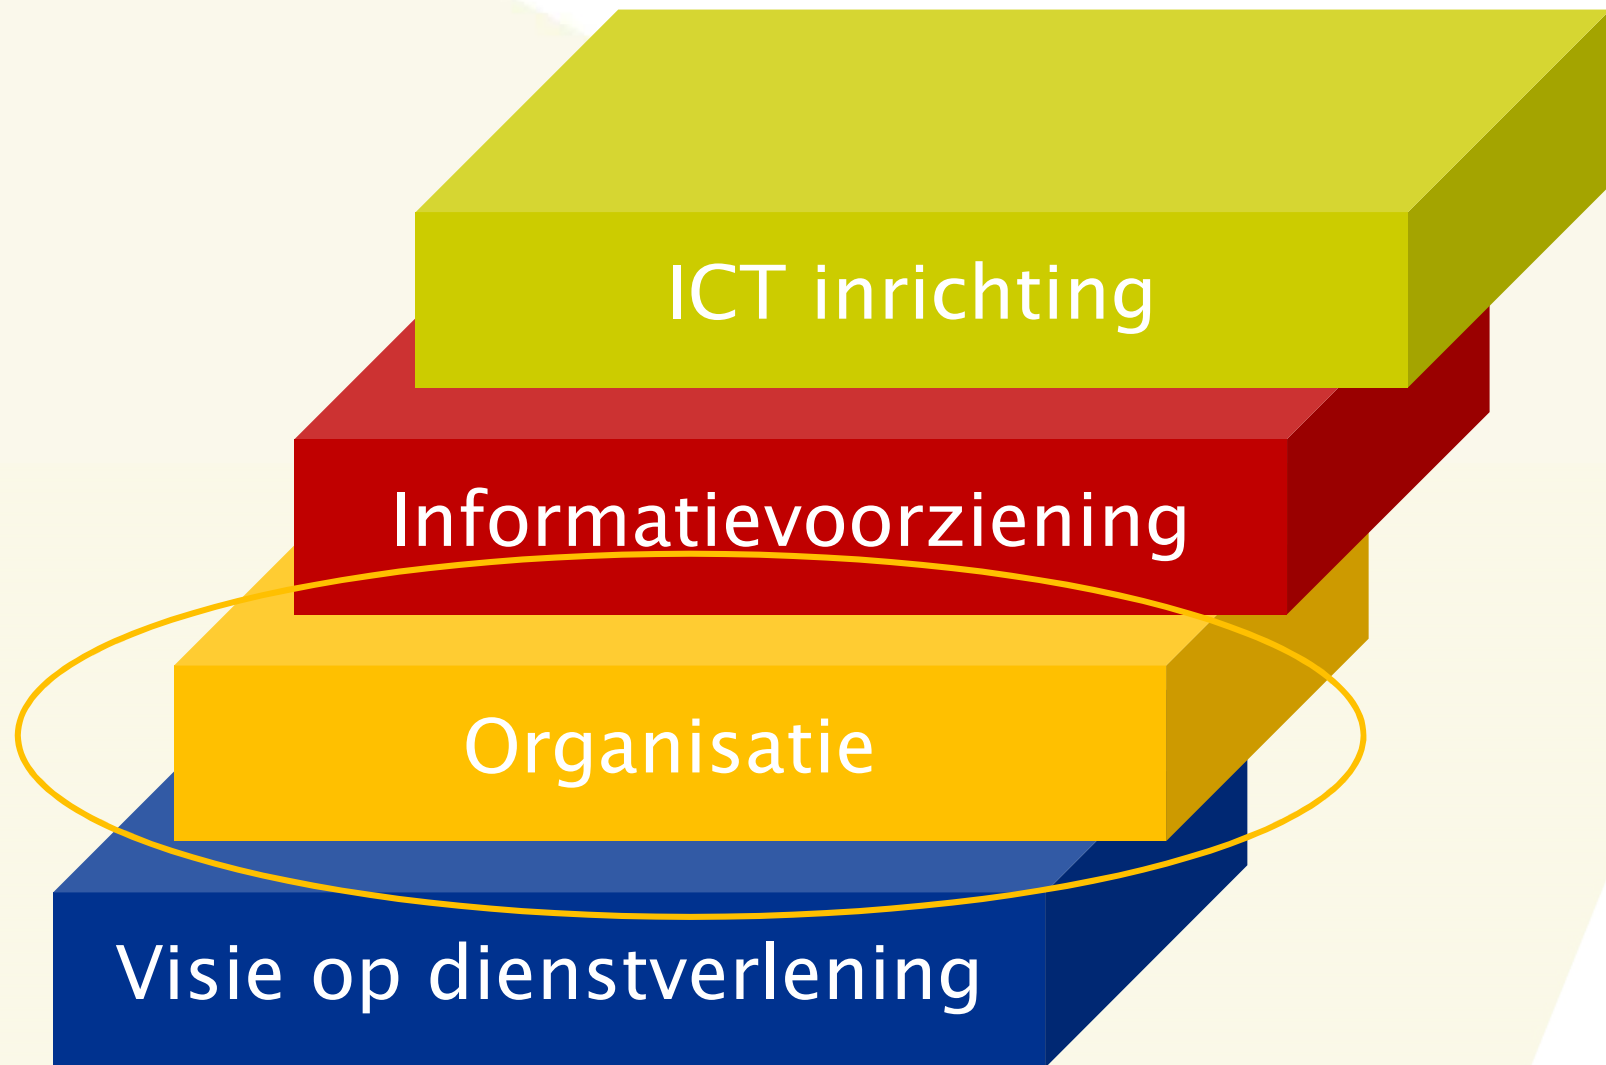 ICT inrichting
Informatievoorziening
Organisatie
Visie op dienstverlening